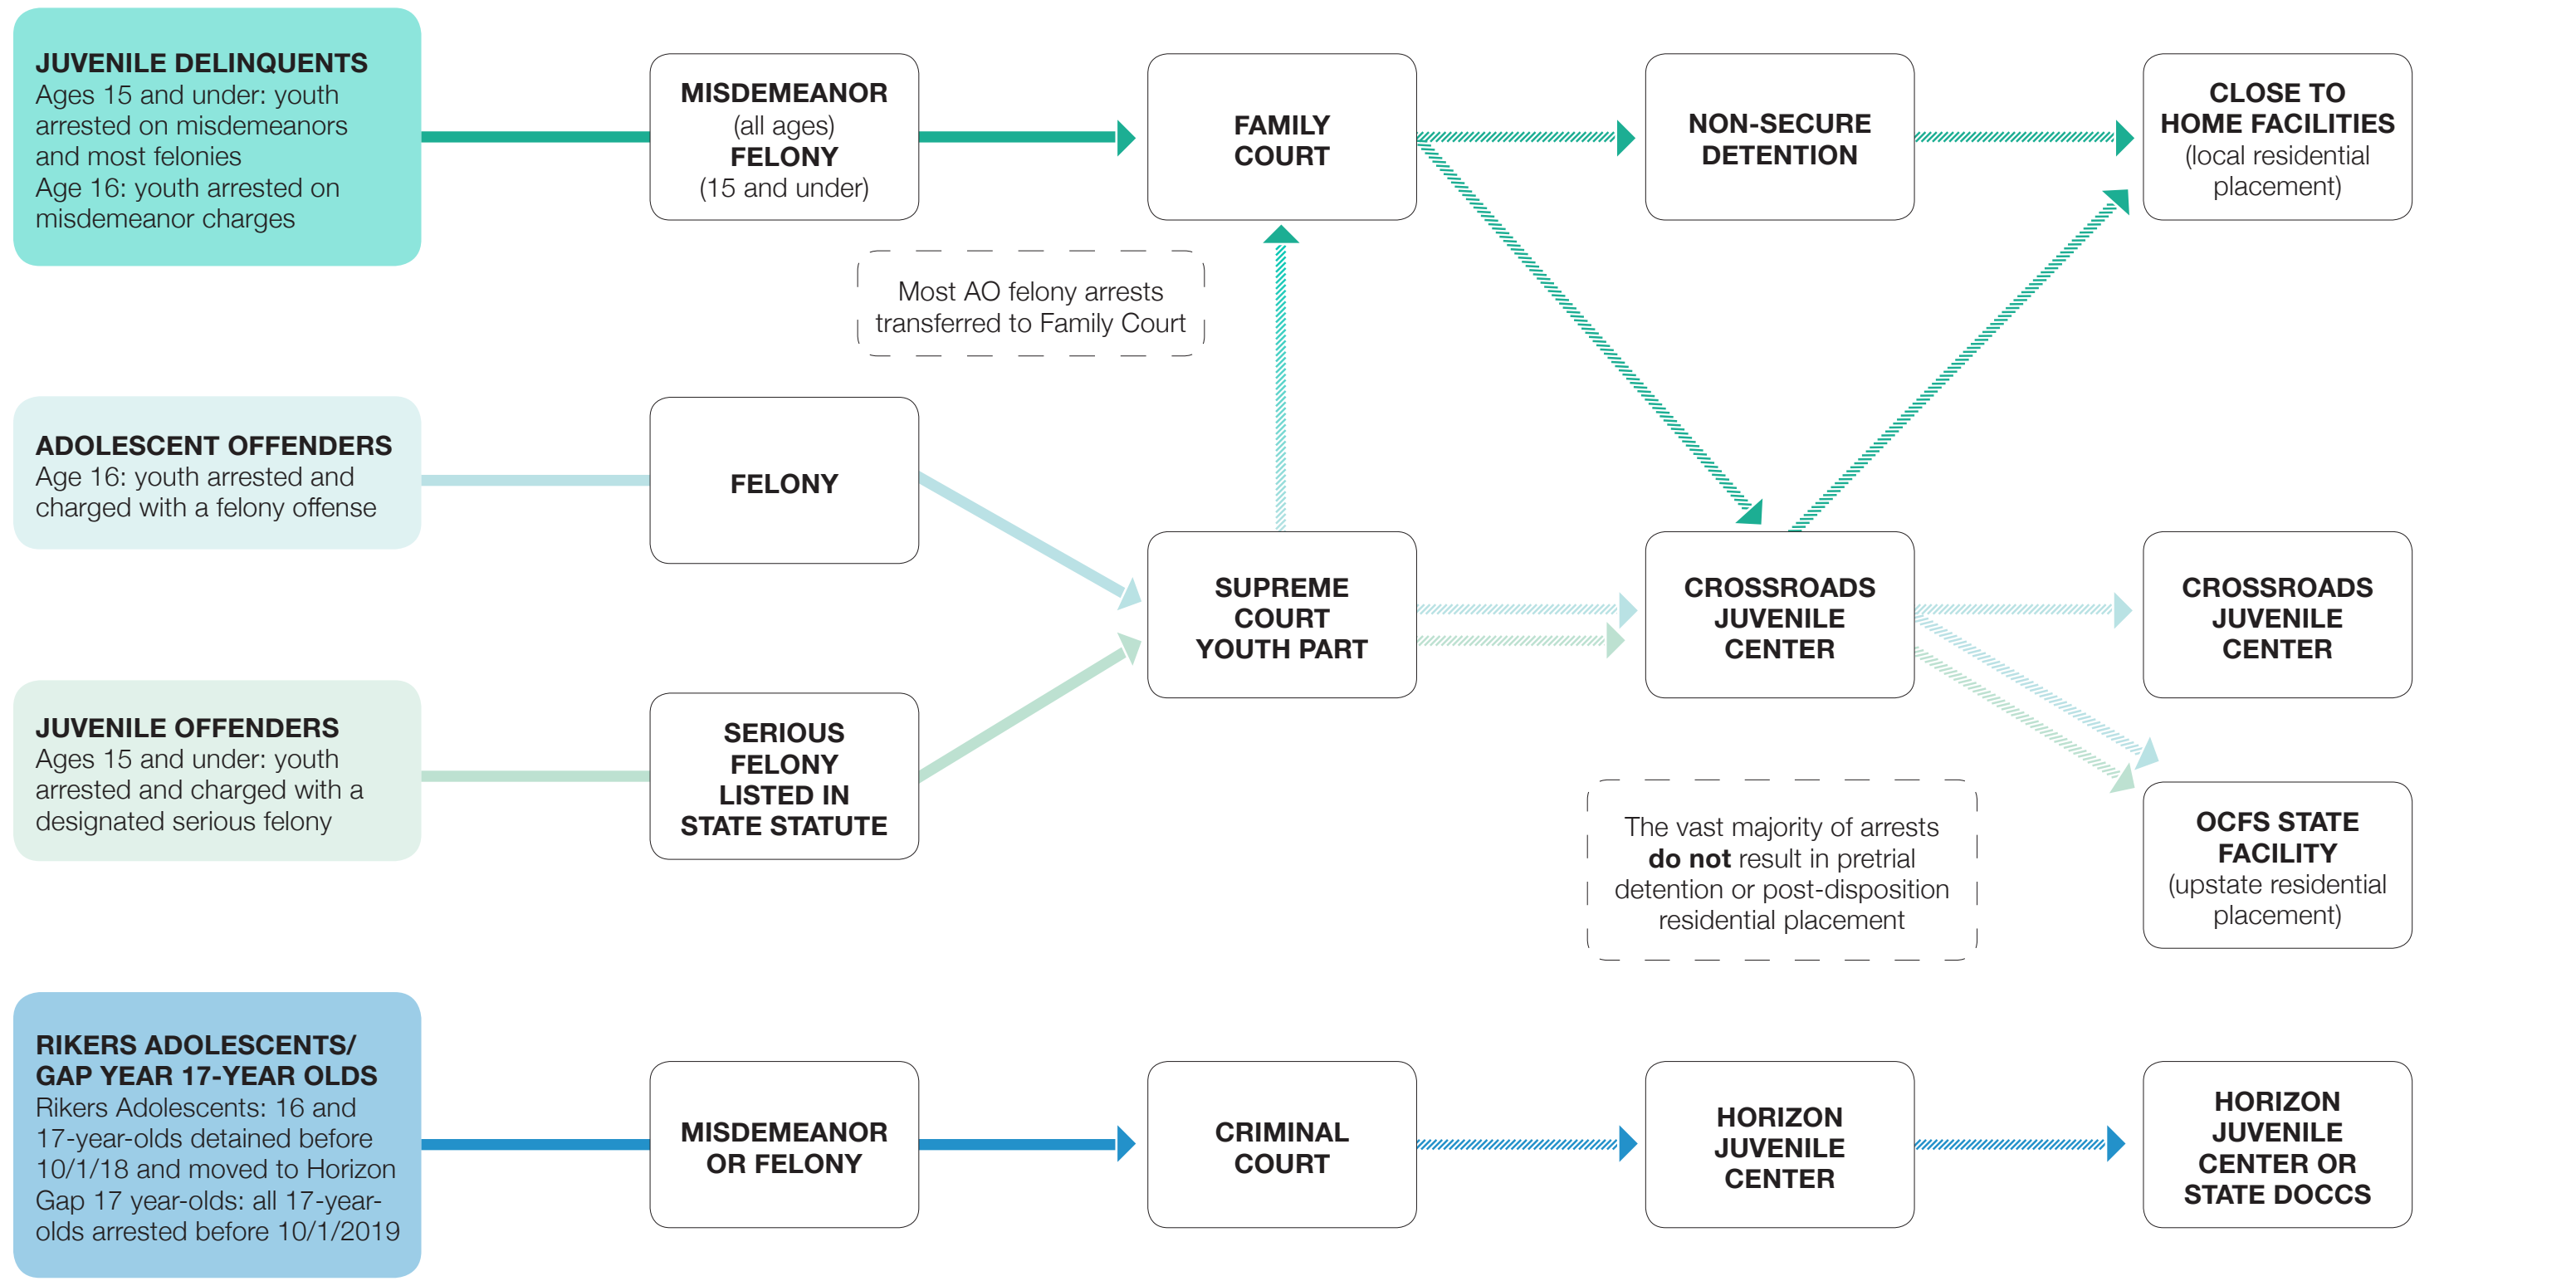 JUVENILE DELINQUENTS
Ages 15 and under: youth
arrested on misdemeanors
and most felonies
Age 16: youth arrested on
misdemeanor charges
MISDEMEANOR
(all ages)
FELONY
(15 and under)
FAMILY
COURT
NON-SECURE
DETENTION
CLOSE TO
HOME FACILITIES
(local residential
placement)
Most AO felony arrests
transferred to Family Court
ADOLESCENT OFFENDERS
Age 16: youth arrested and
charged with a felony offense
FELONY
SUPREME
COURT
YOUTH PART
CROSSROADS
JUVENILE
CENTER
CROSSROADS
JUVENILE
CENTER
JUVENILE OFFENDERS
Ages 15 and under: youth
arrested and charged with a
designated serious felony
SERIOUS
FELONY
LISTED IN
STATE STATUTE
The vast majority of arrests
do not result in pretrial
detention or post-disposition
residential placement
OCFS STATE
FACILITY
(upstate residential
placement)
RIKERS ADOLESCENTS/
GAP YEAR 17-YEAR OLDS
Rikers Adolescents: 16 and
17-year-olds detained before
10/1/18 and moved to Horizon
Gap 17 year-olds: all 17-year-
olds arrested before 10/1/2019
MISDEMEANOR
OR FELONY
CRIMINAL
COURT
HORIZON
JUVENILE
CENTER
HORIZON
JUVENILE
CENTER OR
STATE DOCCS